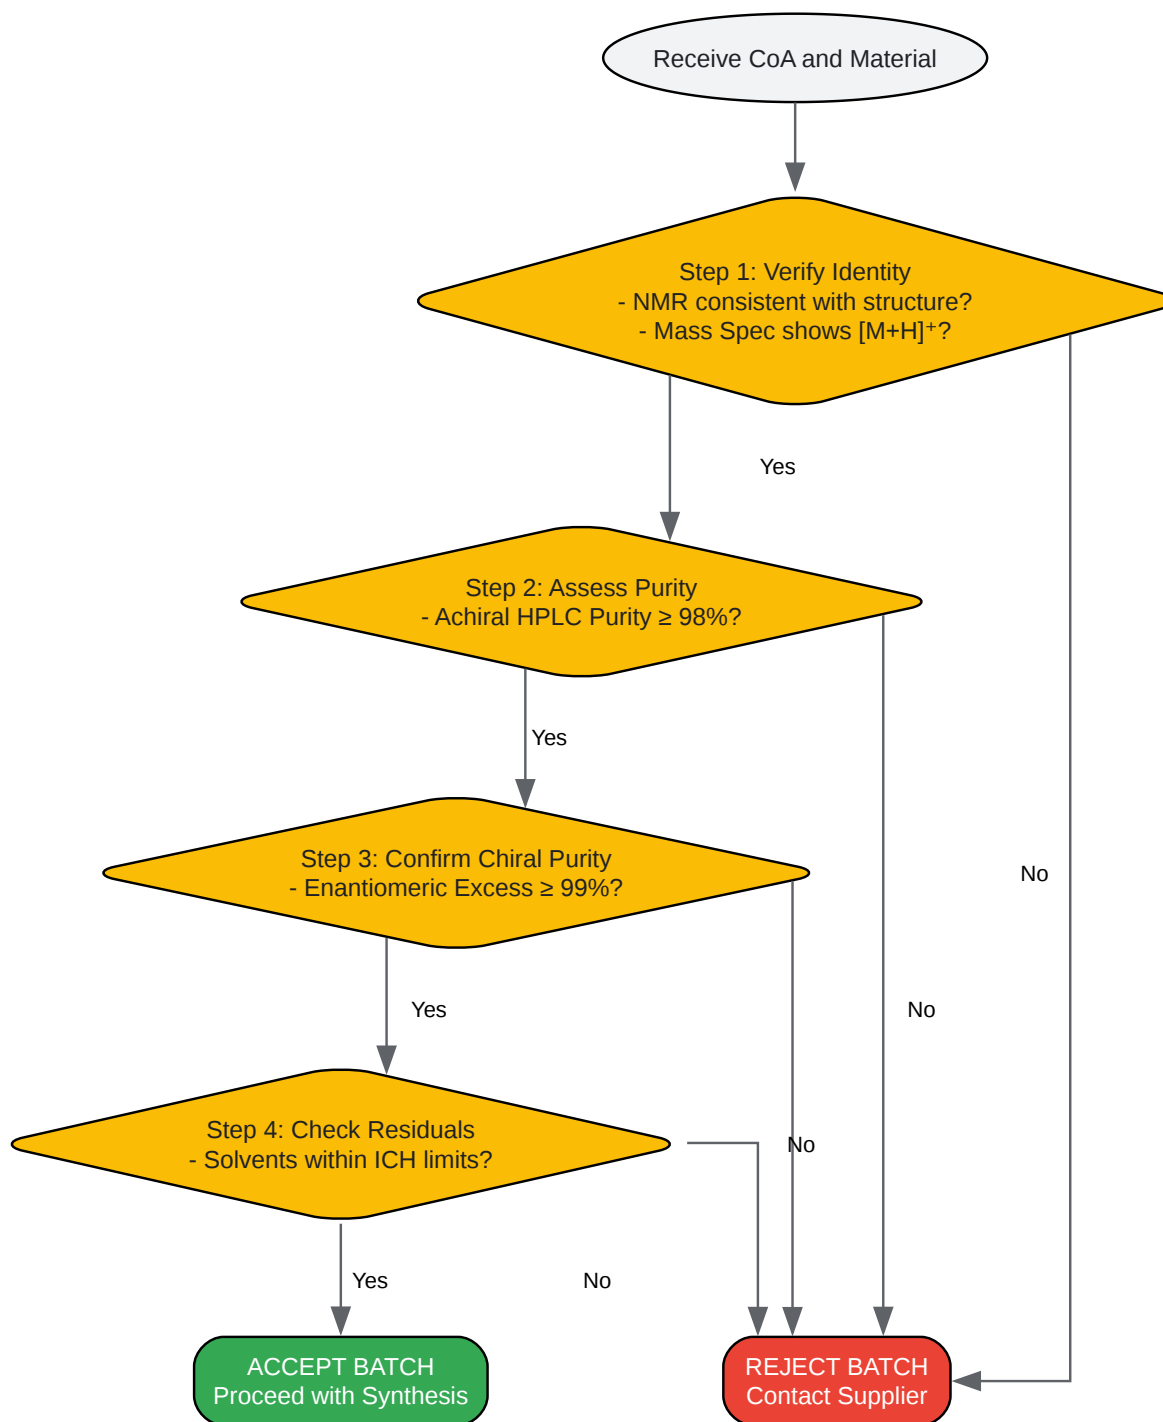 Receive CoA and Material
Step 1: Verify Identity
- NMR consistent with structure?
- Mass Spec shows [M+H]⁺?
Yes
Step 2: Assess Purity
- Achiral HPLC Purity ≥ 98%?
Yes
Step 3: Confirm Chiral Purity
- Enantiomeric Excess ≥ 99%?
No
Yes
No
Step 4: Check Residuals
- Solvents within ICH limits?
No
Yes
No
ACCEPT BATCH
Proceed with Synthesis
REJECT BATCH
Contact Supplier